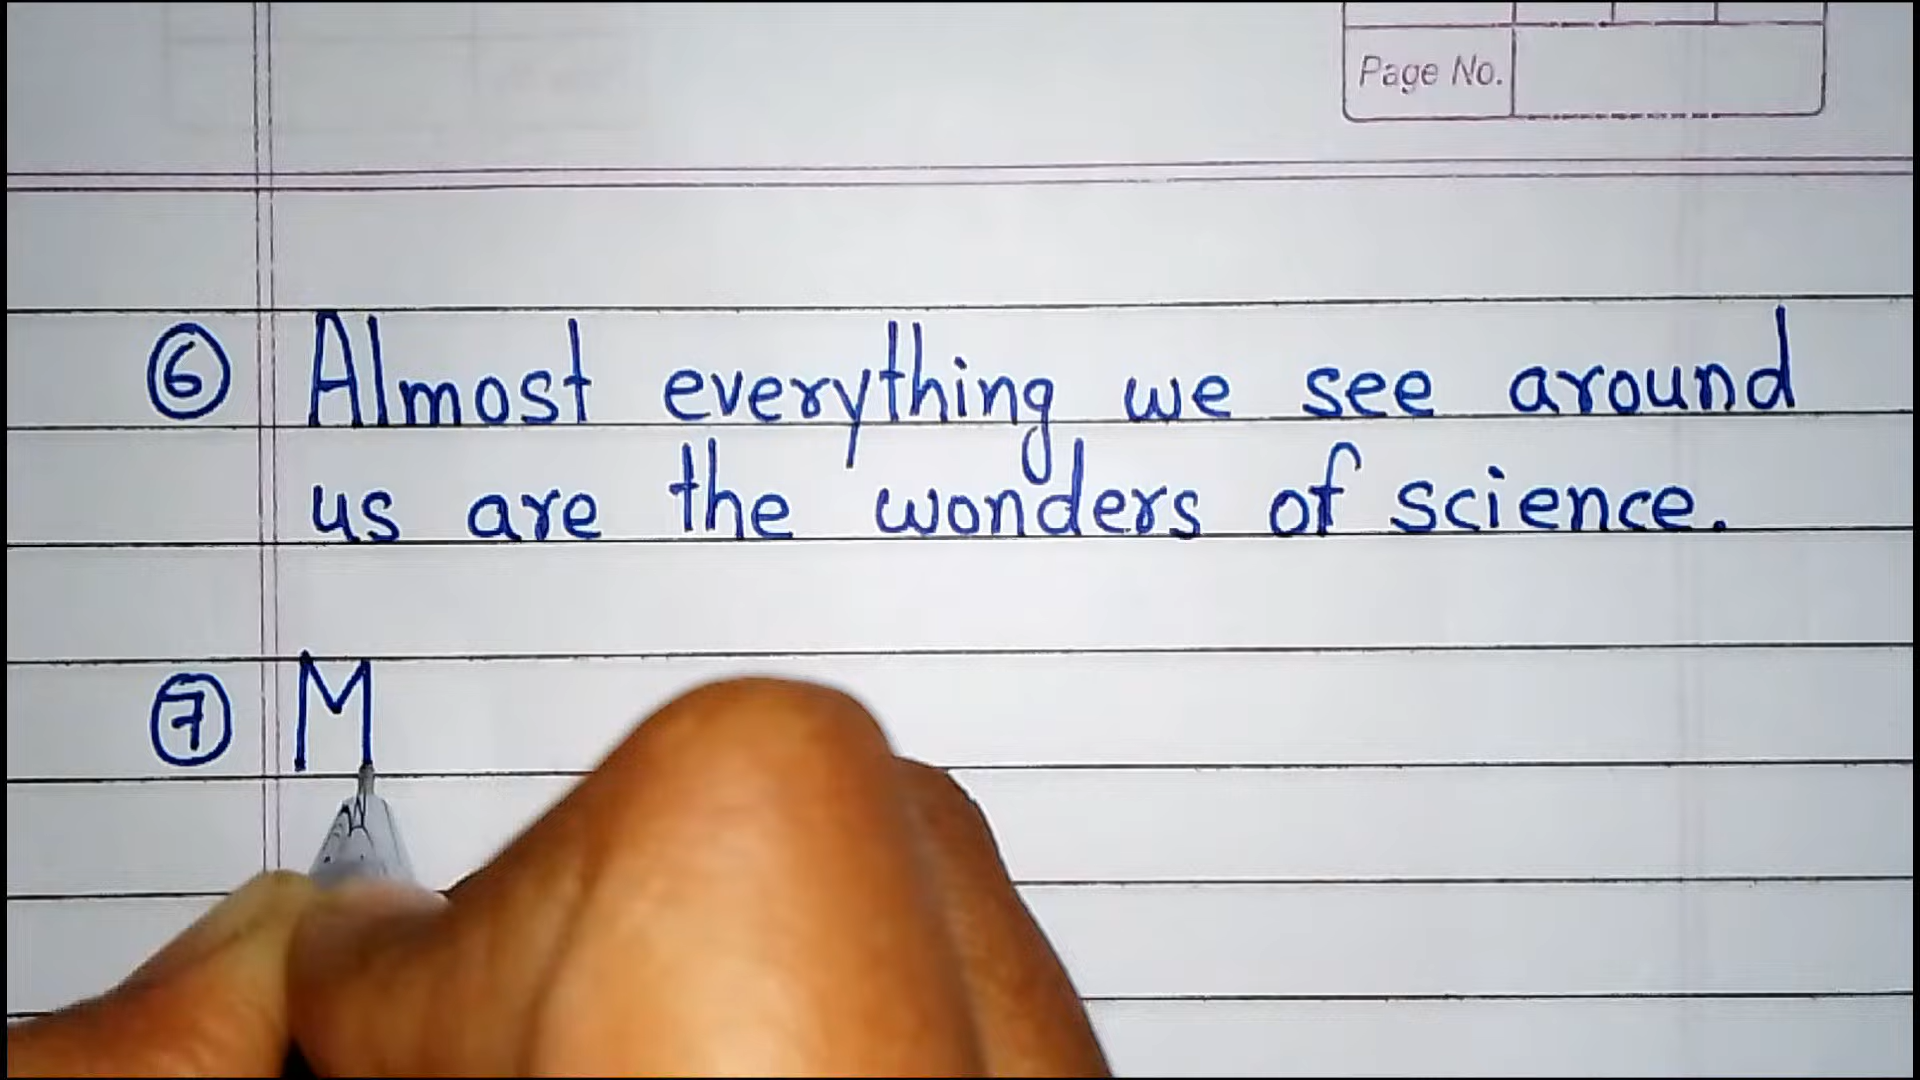 Page No.
⑥ Almost everything we see around
us are the wonders of science.
⑦ M